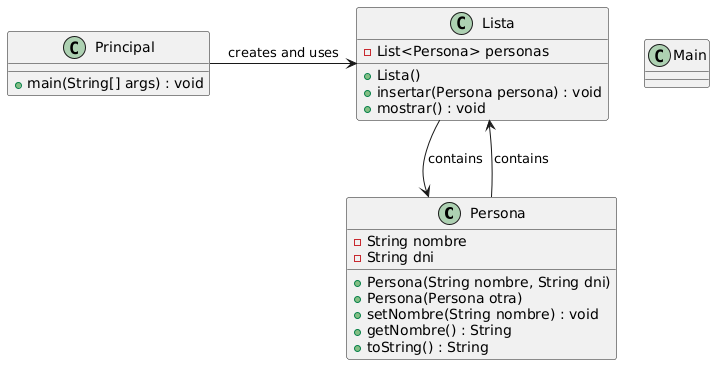 C Principal
main(String[] args) : void
creates and uses
C Lista
List<Persona> personas
Lista()
insertar(Persona persona) : void
mostrar() : void
C Main
contains
contains
C Persona
String nombre
String dni
Persona(String nombre, String dni)
Persona(Persona otra)
setNombre(String nombre) : void
getNombre() : String
toString() : String